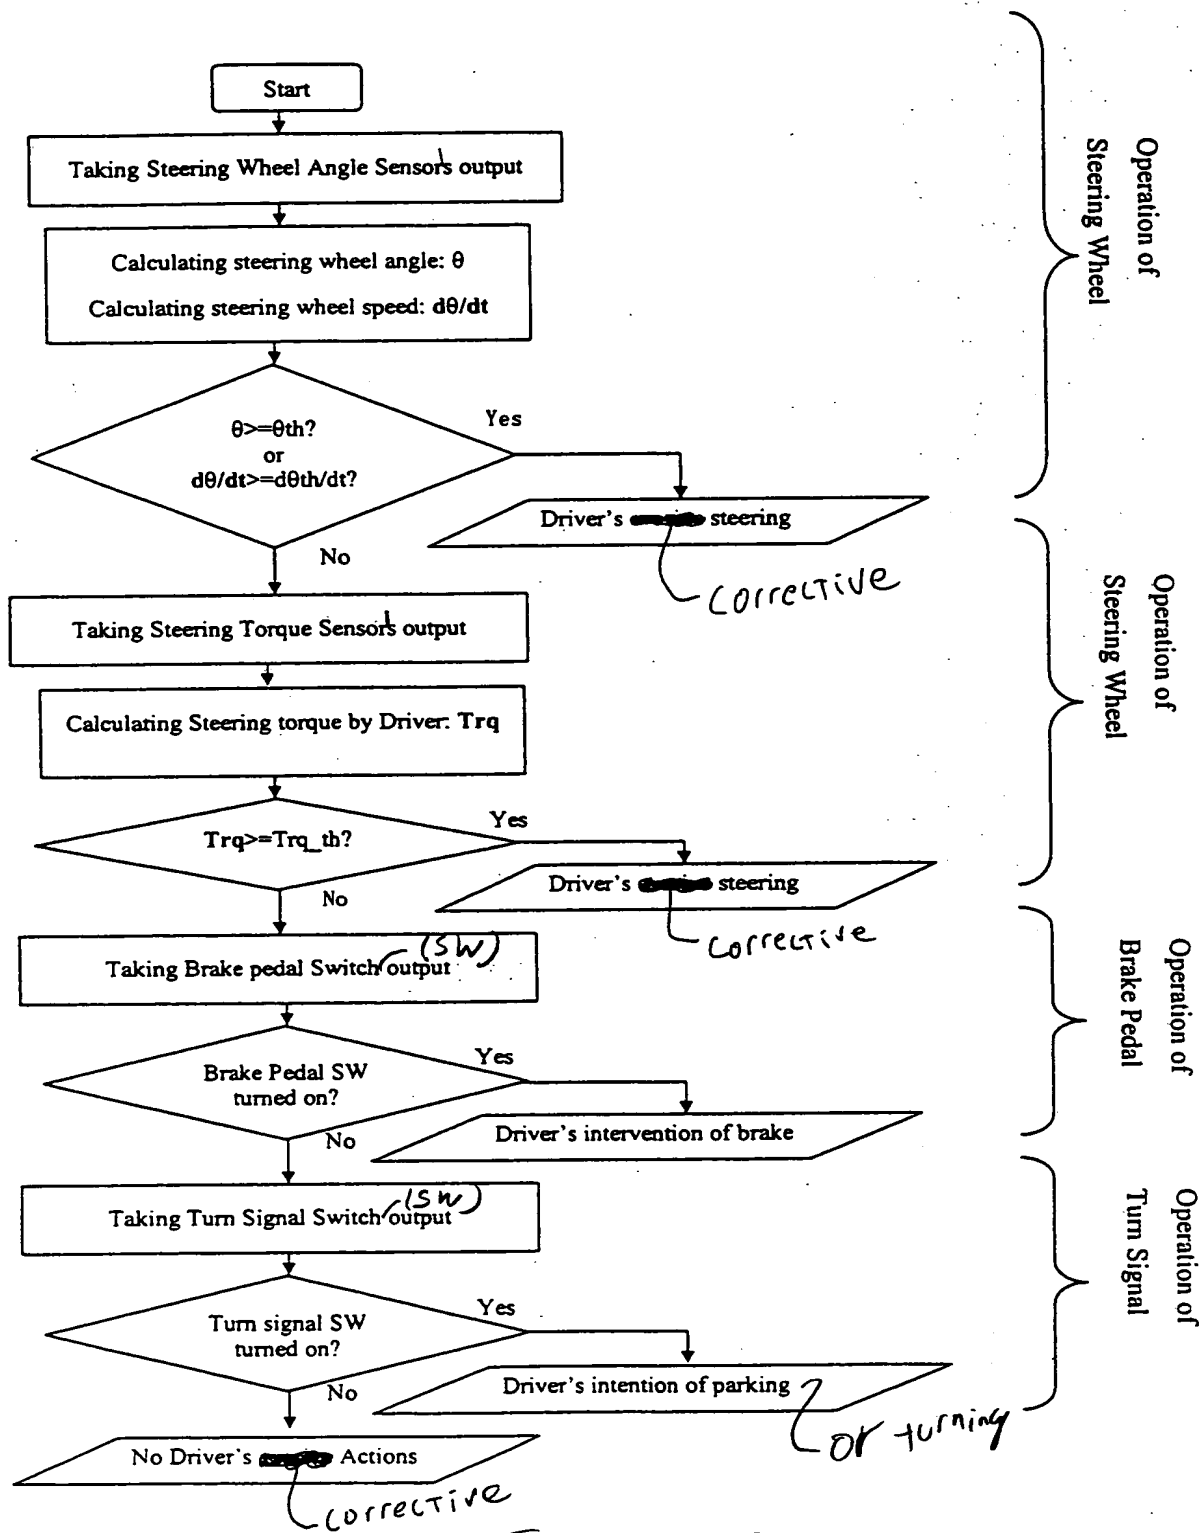 Start
Taking Steering Wheel Angle Sensor's output
Calculating steering wheel angle: θ
Calculating steering wheel speed: dθ/dt
θ>=θth?
or
dθ/dt>=dθth/dt?
Yes
No
Driver's steering
corrective
Operation of
Steering Wheel
Taking Steering Torque Sensor's output
Calculating Steering torque by Driver: Trq
Trq>=Trq_th?
Yes
No
Driver's steering
corrective
Operation of
Steering Wheel
(SW)
Taking Brake pedal Switch output
Brake Pedal SW
turned on?
Yes
No
Driver's intervention of brake
Operation of
Brake Pedal
(SW)
Taking Turn Signal Switch output
Turn signal SW
turned on?
Yes
No
Driver's intention of parking
or turning
Operation of
Turn Signal
No Driver's Actions
corrective